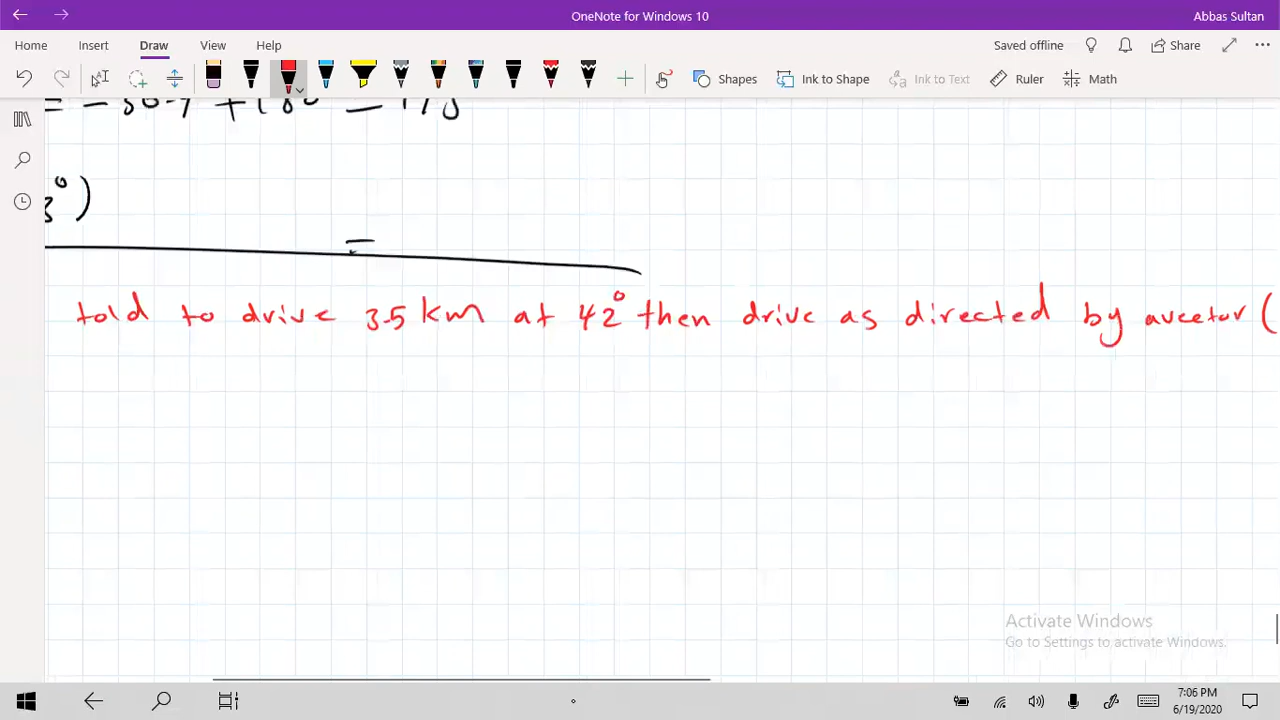 OneNote for Windows 10
Abbas Sultan
Home Insert Draw View Help
Saved offline
Share
Shapes
Ink to Shape
Ink to Text
Ruler
Math
°)
=
told to drive 3.5 km at 42° then drive as directed by avector (
Activate Windows
Go to Settings to activate Windows.
7:06 PM
6/19/2020